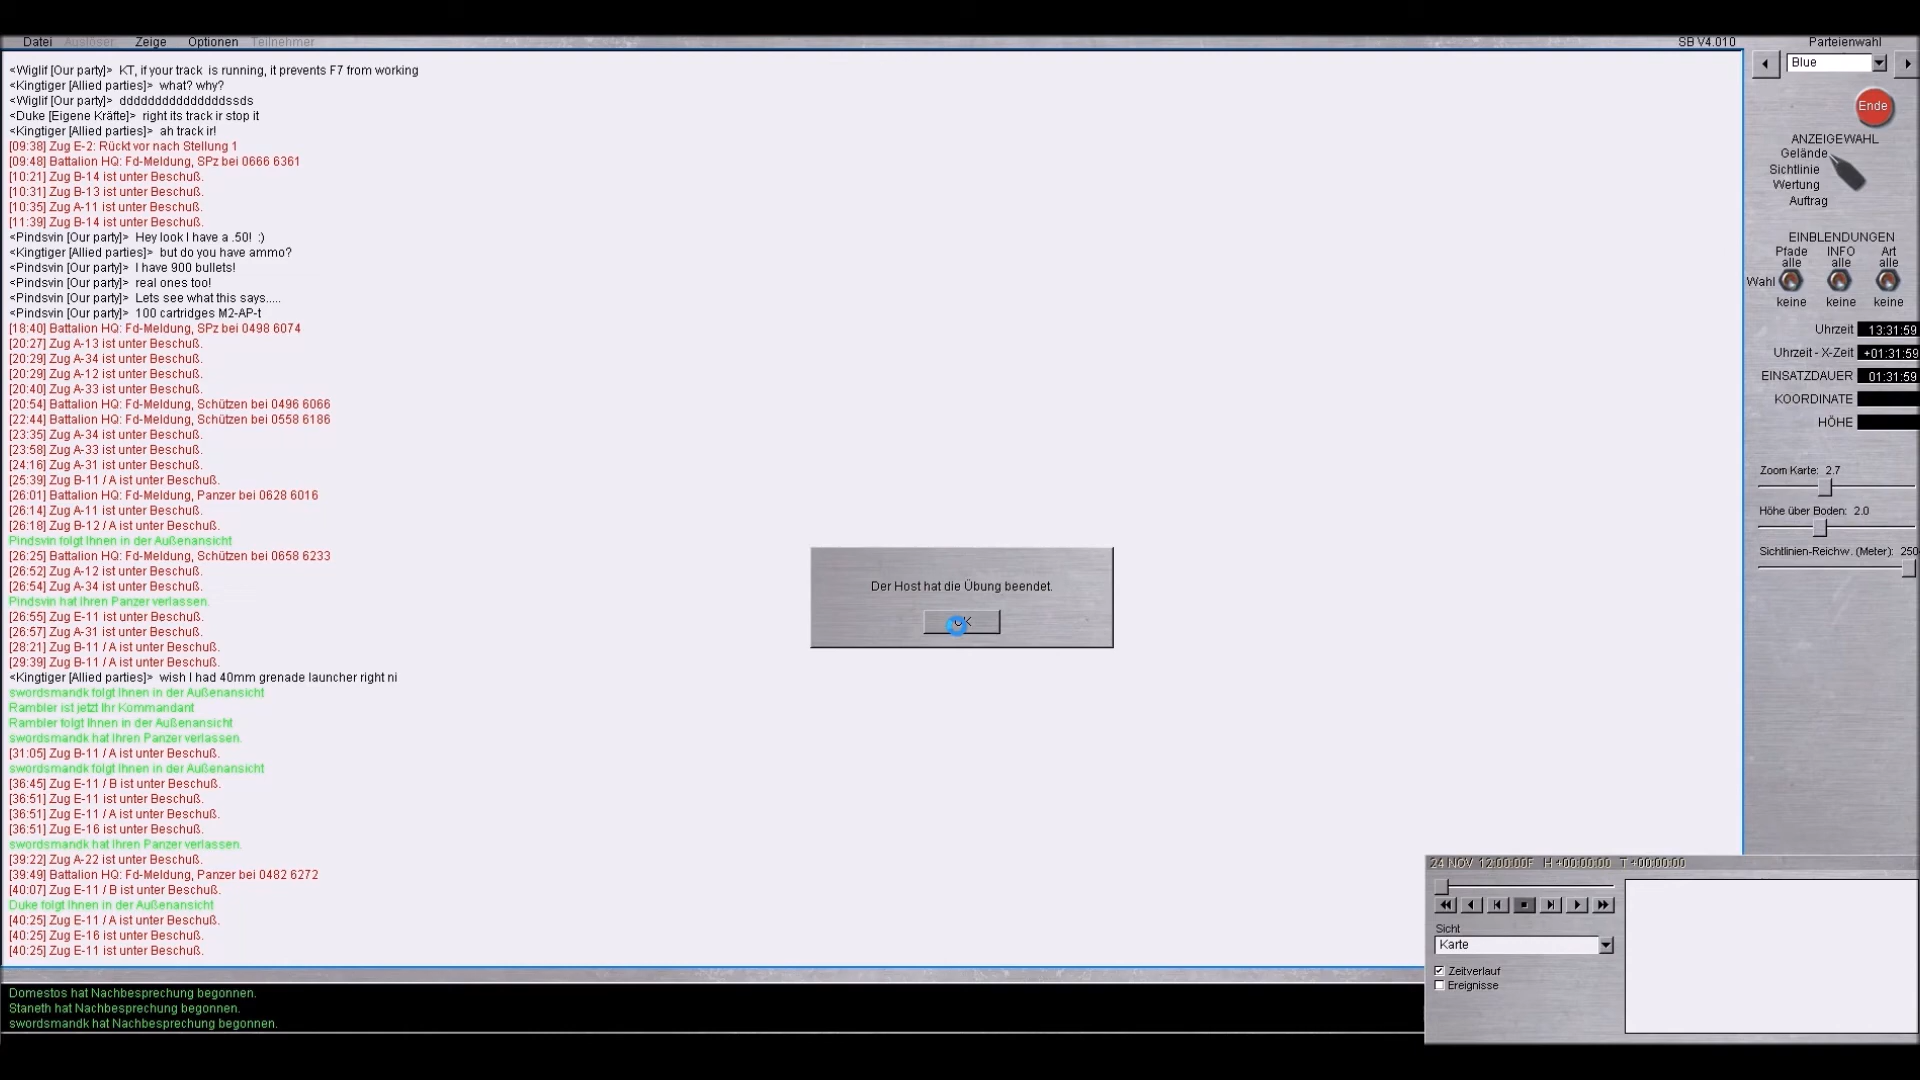 Datei Auslöser Zeige Optionen Teilnehmer
SB V4.010
<Wiglif [Our party]> KT, if your track is running, it prevents F7 from working
<Kingtiger [Allied parties]> what? why?
<Wiglif [Our party]> dddddddddddddddssds
<Duke [Eigene Kräfte]> right its track ir stop it
<Kingtiger [Allied parties]> ah track ir!
[09:38] Zug E-2: Rückt vor nach Stellung 1
[09:48] Battalion HQ: Fd-Meldung, SPz bei 0666 6361
[10:21] Zug B-14 ist unter Beschuß.
[10:31] Zug B-13 ist unter Beschuß.
[10:35] Zug A-11 ist unter Beschuß.
[11:39] Zug B-14 ist unter Beschuß.
<Pindsvin [Our party]> Hey look I have a .50! :)
<Kingtiger [Allied parties]> but do you have ammo?
<Pindsvin [Our party]> I have 900 bullets!
<Pindsvin [Our party]> real ones too!
<Pindsvin [Our party]> Lets see what this says.....
<Pindsvin [Our party]> 100 cartridges M2-AP-t
[18:40] Battalion HQ: Fd-Meldung, SPz bei 0498 6074
[20:27] Zug A-13 ist unter Beschuß.
[20:29] Zug A-34 ist unter Beschuß.
[20:29] Zug A-12 ist unter Beschuß.
[20:40] Zug A-33 ist unter Beschuß.
[20:54] Battalion HQ: Fd-Meldung, Schützen bei 0496 6066
[22:44] Battalion HQ: Fd-Meldung, Schützen bei 0558 6186
[23:35] Zug A-34 ist unter Beschuß.
[23:58] Zug A-33 ist unter Beschuß.
[24:16] Zug A-31 ist unter Beschuß.
[25:39] Zug B-11 / A ist unter Beschuß.
[26:01] Battalion HQ: Fd-Meldung, Panzer bei 0628 6016
[26:14] Zug A-11 ist unter Beschuß.
[26:18] Zug B-12 / A ist unter Beschuß.
Pindsvin folgt Ihnen in der Außenansicht
[26:25] Battalion HQ: Fd-Meldung, Schützen bei 0658 6233
[26:52] Zug A-12 ist unter Beschuß.
[26:54] Zug A-34 ist unter Beschuß.
Pindsvin hat Ihren Panzer verlassen.
[26:55] Zug E-11 ist unter Beschuß.
[26:57] Zug A-31 ist unter Beschuß.
[28:21] Zug B-11 / A ist unter Beschuß.
[29:39] Zug B-11 / A ist unter Beschuß.
<Kingtiger [Allied parties]> wish I had 40mm grenade launcher right ni
swordsmandk folgt Ihnen in der Außenansicht
Rambler ist jetzt Ihr Kommandant
Rambler folgt Ihnen in der Außenansicht
swordsmandk hat Ihren Panzer verlassen.
[31:05] Zug B-11 / A ist unter Beschuß.
swordsmandk folgt Ihnen in der Außenansicht
[36:45] Zug E-11 / B ist unter Beschuß.
[36:51] Zug E-11 ist unter Beschuß.
[36:51] Zug E-11 / A ist unter Beschuß.
[36:51] Zug E-16 ist unter Beschuß.
swordsmandk hat Ihren Panzer verlassen.
[39:22] Zug A-22 ist unter Beschuß.
[39:49] Battalion HQ: Fd-Meldung, Panzer bei 0482 6272
[40:07] Zug E-11 / B ist unter Beschuß.
Duke folgt Ihnen in der Außenansicht
[40:25] Zug E-11 / A ist unter Beschuß.
[40:25] Zug E-16 ist unter Beschuß.
[40:25] Zug E-11 ist unter Beschuß.
Domestos hat Nachbesprechung begonnen.
Staneth hat Nachbesprechung begonnen.
swordsmandk hat Nachbesprechung begonnen.
Der Host hat die Übung beendet.
OK
Parteienwahl
Blue
Ende
ANZEIGEWAHL
Gelände
Sichtlinie
Wertung
Auftrag
EINBLENDUNGEN
Pfade INFO Art
alle alle alle
Wahl
keine keine keine
Uhrzeit 13:31:59
Uhrzeit - X-Zeit +01:31:59
EINSATZDAUER 01:31:59
KOORDINATE
HÖHE
Zoom Karte: 2.7
Höhe über Boden: 2.0
Sichtlinien-Reichw. (Meter): 250
24 NOV 12:00:00F H +00:00:00 T +00:00:00
Sicht
Karte
Zeitverlauf
Ereignisse